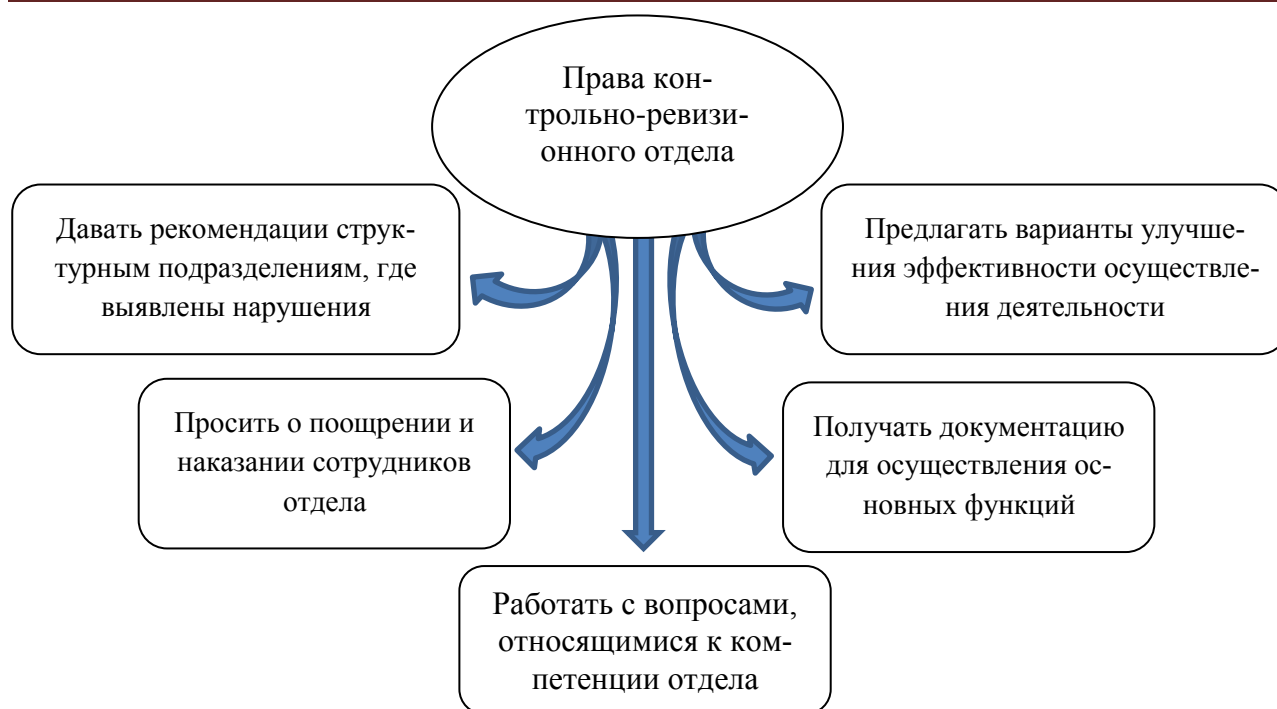 Права кон-
трольно-ревизи-
онного отдела
Давать рекомендации струк-
турным подразделениям, где
выявлены нарушения
Предлагать варианты улучше-
ния эффективности осуществле-
ния деятельности
Просить о поощрении и
наказании сотрудников
отдела
Получать документацию
для осуществления ос-
новных функций
Работать с вопросами,
относящимися к ком-
петенции отдела